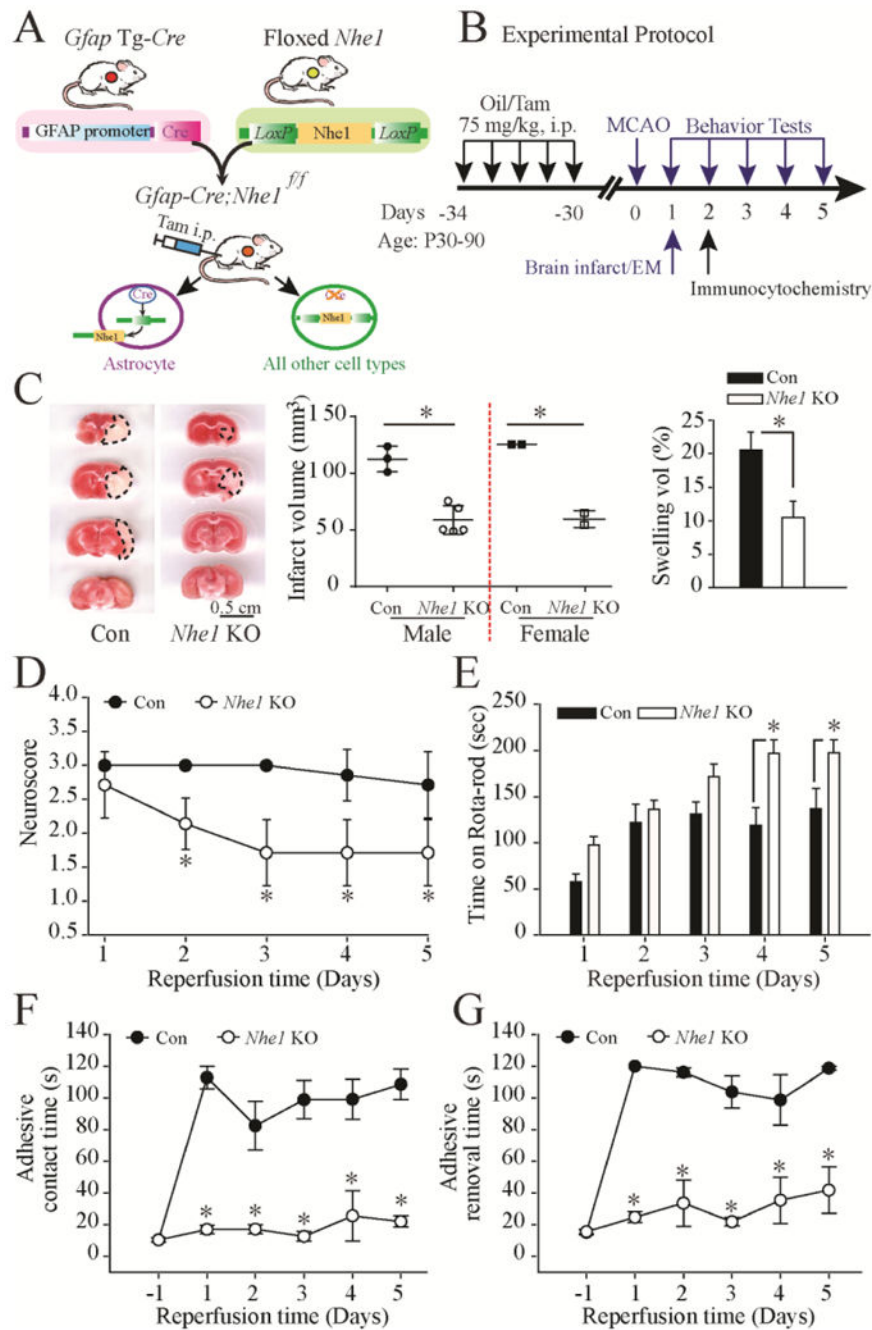 A
Gfap Tg-Cre
Floxed Nhe1
GFAP promoter
Cre
LoxP
Nhe1
LoxP
Gfap-Cre;Nhe1 f/f
Tam i.p.
Cre
Nhe1
Cre
Nhe1
Astrocyte
All other cell types
B
Experimental Protocol
Oil/Tam
75 mg/kg, i.p.
MCAO
Behavior Tests
Days -34 -30 0 1 2 3 4 5
Age: P30-90
Brain infarct/EM
Immunocytochemistry
C
Con
Nhe1 KO
0.5 cm
Infarct volume (mm3)
150
100
50
0
*
*
Con Nhe1 KO Con Nhe1 KO
Male Female
Con
Nhe1 KO
Swelling vol (%)
25
20
15
10
5
0
*
D
Con Nhe1 KO
Neuroscore
4.0
3.5
3.0
2.5
2.0
1.5
1.0
0.5
* * * *
1 2 3 4 5
Reperfusion time (Days)
E
Con Nhe1 KO
Time on Rota-rod (sec)
250
200
150
100
50
0
* *
1 2 3 4 5
Reperfusion time (Days)
F
Con Nhe1 KO
Adhesive
contact time (s)
140
120
100
80
60
40
20
0
* * * * *
-1 1 2 3 4 5
Reperfusion time (Days)
G
Con Nhe1 KO
Adhesive
removal time (s)
140
120
100
80
60
40
20
0
* * * * *
-1 1 2 3 4 5
Reperfusion time (Days)